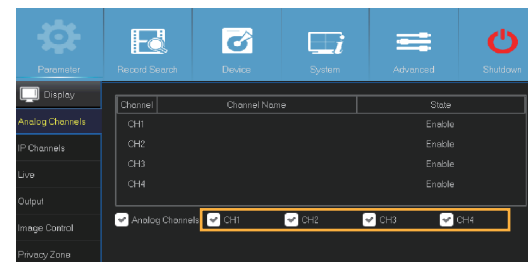 Parameter Record Search Device System Advanced Shutdown
Display
Analog Channels
IP Channels
Live
Output
Image Control
Privacy Zone
Channel Channel Name State
CH1 Enable
CH2 Enable
CH3 Enable
CH4 Enable
Analog Channels CH1 CH2 CH3 CH4